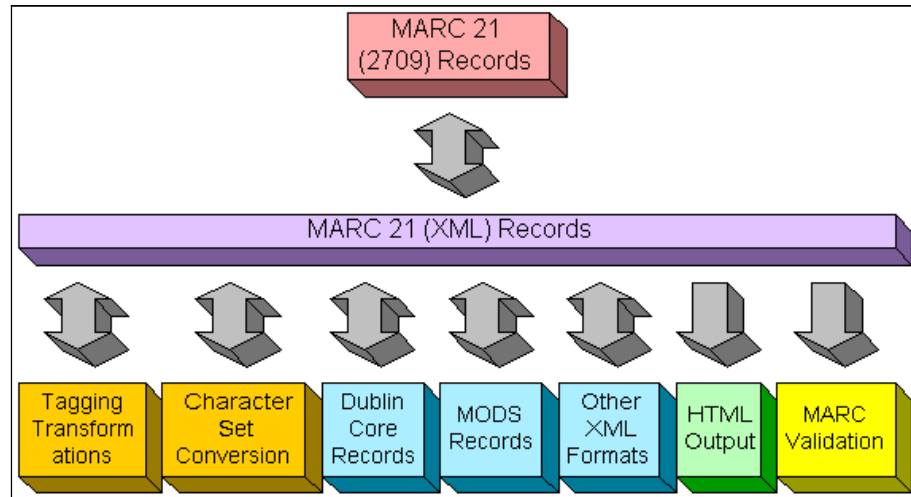 MARC 21
(2709) Records
MARC 21 (XML) Records
Tagging
Transform
ations
Character
Set
Conversion
Dublin
Core
Records
MODS
Records
Other
XML
Formats
HTML
Output
MARC
Validation